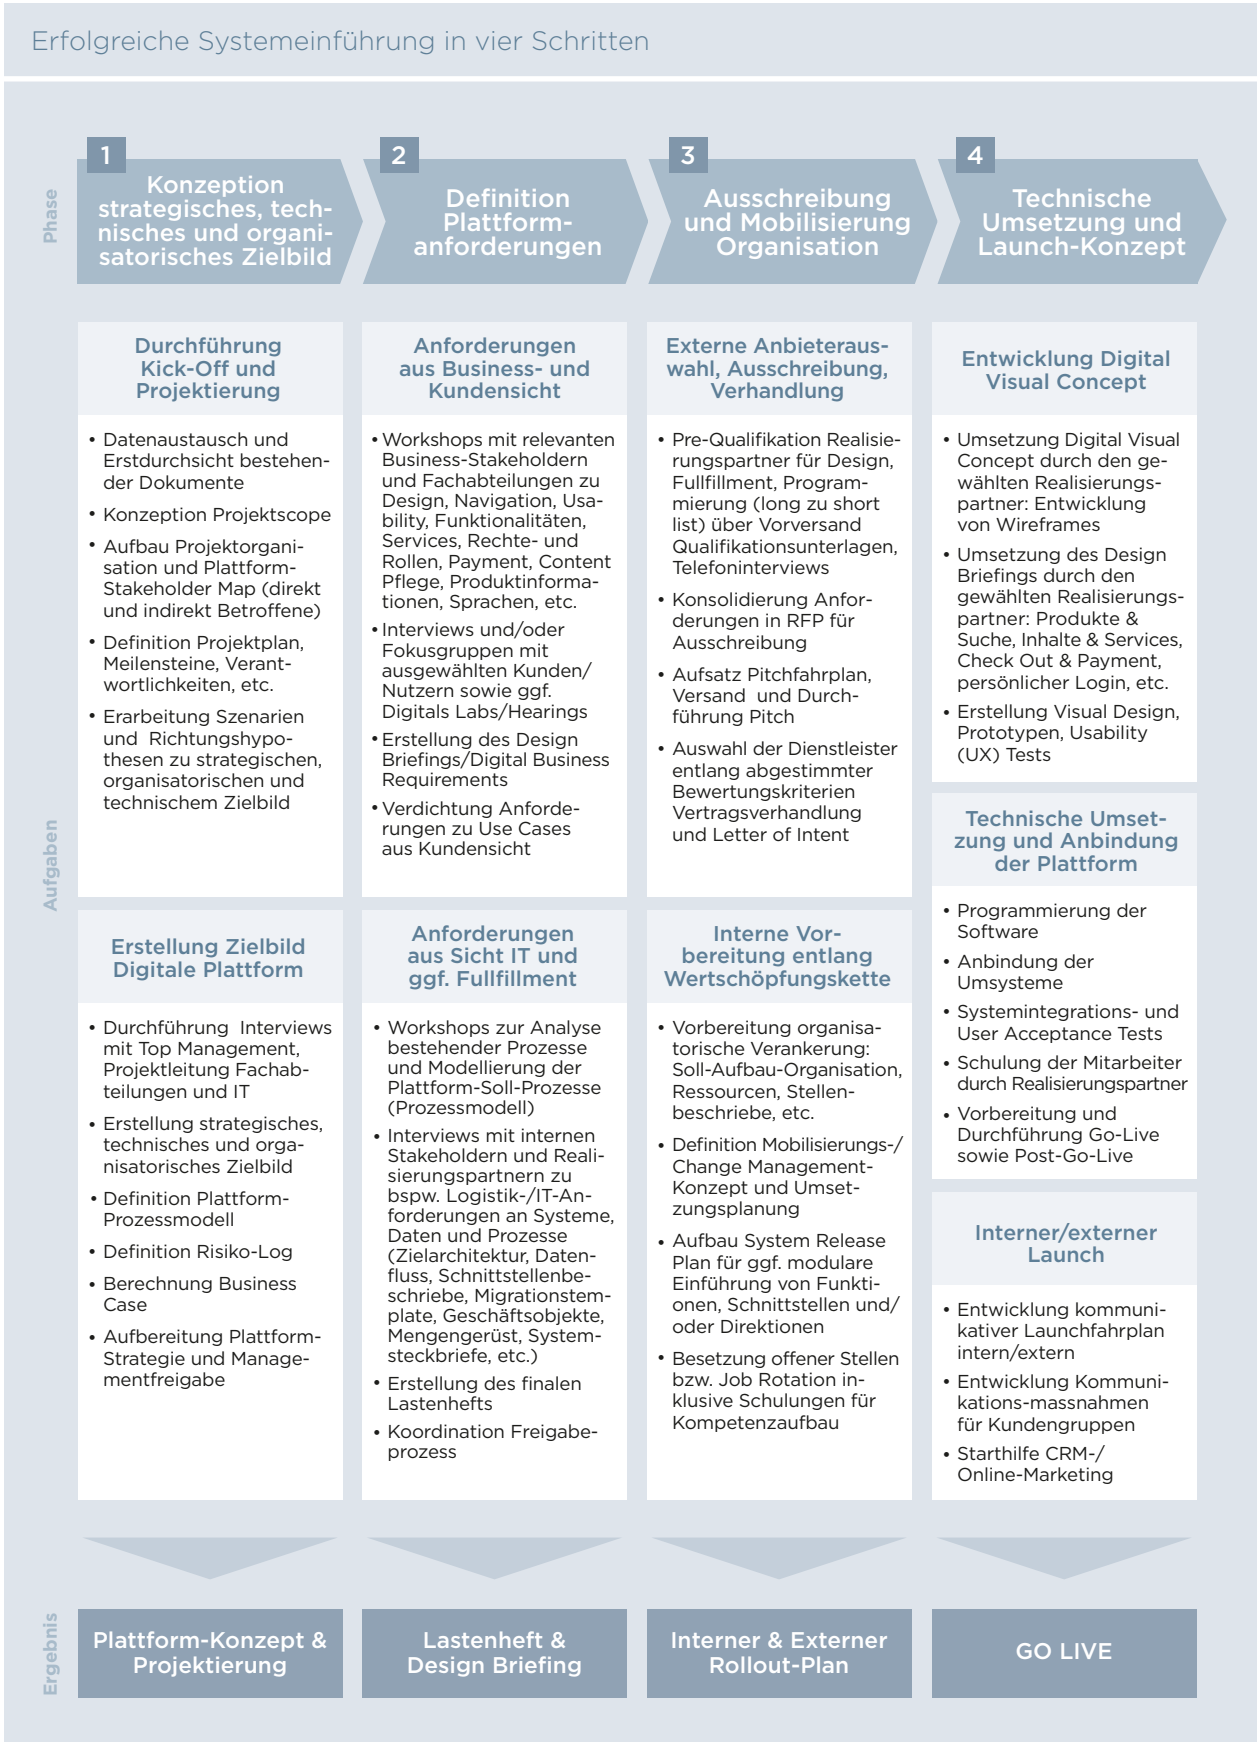 Erfolgreiche Systemeinführung in vier Schritten
Phase
1
Konzeption
strategisches, tech-
nisches und organi-
satorisches Zielbild
2
Definition
Plattform-
anforderungen
3
Ausschreibung
und Mobilisierung
Organisation
4
Technische
Umsetzung und
Launch-Konzept
Aufgaben
Durchführung
Kick-Off und
Projektierung
• Datenaustausch und
Erstdurchsicht bestehen-
der Dokumente
• Konzeption Projektscope
• Aufbau Projektorgani-
sation und Plattform-
Stakeholder Map (direkt
und indirekt Betroffene)
• Definition Projektplan,
Meilensteine, Verant-
wortlichkeiten, etc.
• Erarbeitung Szenarien
und Richtungshypo-
thesen zu strategischen,
organisatorischen und
technischem Zielbild
Erstellung Zielbild
Digitale Plattform
• Durchführung Interviews
mit Top Management,
Projektleitung Fachab-
teilungen und IT
• Erstellung strategisches,
technisches und orga-
nisatorisches Zielbild
• Definition Plattform-
Prozessmodell
• Definition Risiko-Log
• Berechnung Business
Case
• Aufbereitung Plattform-
Strategie und Manage-
mentfreigabe
Anforderungen
aus Business- und
Kundensicht
• Workshops mit relevanten
Business-Stakeholdern
und Fachabteilungen zu
Design, Navigation, Usa-
bility, Funktionalitäten,
Services, Rechte- und
Rollen, Payment, Content
Pflege, Produktinforma-
tionen, Sprachen, etc.
• Interviews und/oder
Fokusgruppen mit
ausgewählten Kunden/
Nutzern sowie ggf.
Digitals Labs/Hearings
• Erstellung des Design
Briefings/Digital Business
Requirements
• Verdichtung Anforde-
rungen zu Use Cases
aus Kundensicht
Anforderungen
aus Sicht IT und
ggf. Fullfillment
• Workshops zur Analyse
bestehender Prozesse
und Modellierung der
Plattform-Soll-Prozesse
(Prozessmodell)
• Interviews mit internen
Stakeholdern und Reali-
sierungspartnern zu
bspw. Logistik-/IT-An-
forderungen an Systeme,
Daten und Prozesse
(Zielarchitektur, Daten-
fluss, Schnittstellenbe-
schriebe, Migrationstem-
plate, Geschäftsobjekte,
Mengengerüst, System-
steckbriefe, etc.)
• Erstellung des finalen
Lastenhefts
• Koordination Freigabe-
prozess
Externe Anbieteraus-
wahl, Ausschreibung,
Verhandlung
• Pre-Qualifikation Realisie-
rungspartner für Design,
Fullfillment, Program-
mierung (long zu short
list) über Vorversand
Qualifikationsunterlagen,
Telefoninterviews
• Konsolidierung Anfor-
derungen in RFP für
Ausschreibung
• Aufsatz Pitchfahrplan,
Versand und Durch-
führung Pitch
• Auswahl der Dienstleister
entlang abgestimmter
Bewertungskriterien
Vertragsverhandlung
und Letter of Intent
Interne Vor-
bereitung entlang
Wertschöpfungskette
• Vorbereitung organisa-
torische Verankerung:
Soll-Aufbau-Organisation,
Ressourcen, Stellen-
beschriebe, etc.
• Definition Mobilisierungs-/
Change Management-
Konzept und Umset-
zungsplanung
• Aufbau System Release
Plan für ggf. modulare
Einführung von Funkti-
onen, Schnittstellen und/
oder Direktionen
• Besetzung offener Stellen
bzw. Job Rotation in-
klusive Schulungen für
Kompetenzaufbau
Entwicklung Digital
Visual Concept
• Umsetzung Digital Visual
Concept durch den ge-
wählten Realisierungs-
partner: Entwicklung
von Wireframes
• Umsetzung des Design
Briefings durch den
gewählten Realisierungs-
partner: Produkte &
Suche, Inhalte & Services,
Check Out & Payment,
persönlicher Login, etc.
• Erstellung Visual Design,
Prototypen, Usability
(UX) Tests
Technische Umset-
zung und Anbindung
der Plattform
• Programmierung der
Software
• Anbindung der
Umsysteme
• Systemintegrations- und
User Acceptance Tests
• Schulung der Mitarbeiter
durch Realisierungspartner
• Vorbereitung und
Durchführung Go-Live
sowie Post-Go-Live
Interner/externer
Launch
• Entwicklung kommuni-
kativer Launchfahrplan
intern/extern
• Entwicklung Kommuni-
kations-massnahmen
für Kundengruppen
• Starthilfe CRM-/
Online-Marketing
Ergebnis
Plattform-Konzept &
Projektierung
Lastenheft &
Design Briefing
Interner & Externer
Rollout-Plan
GO LIVE